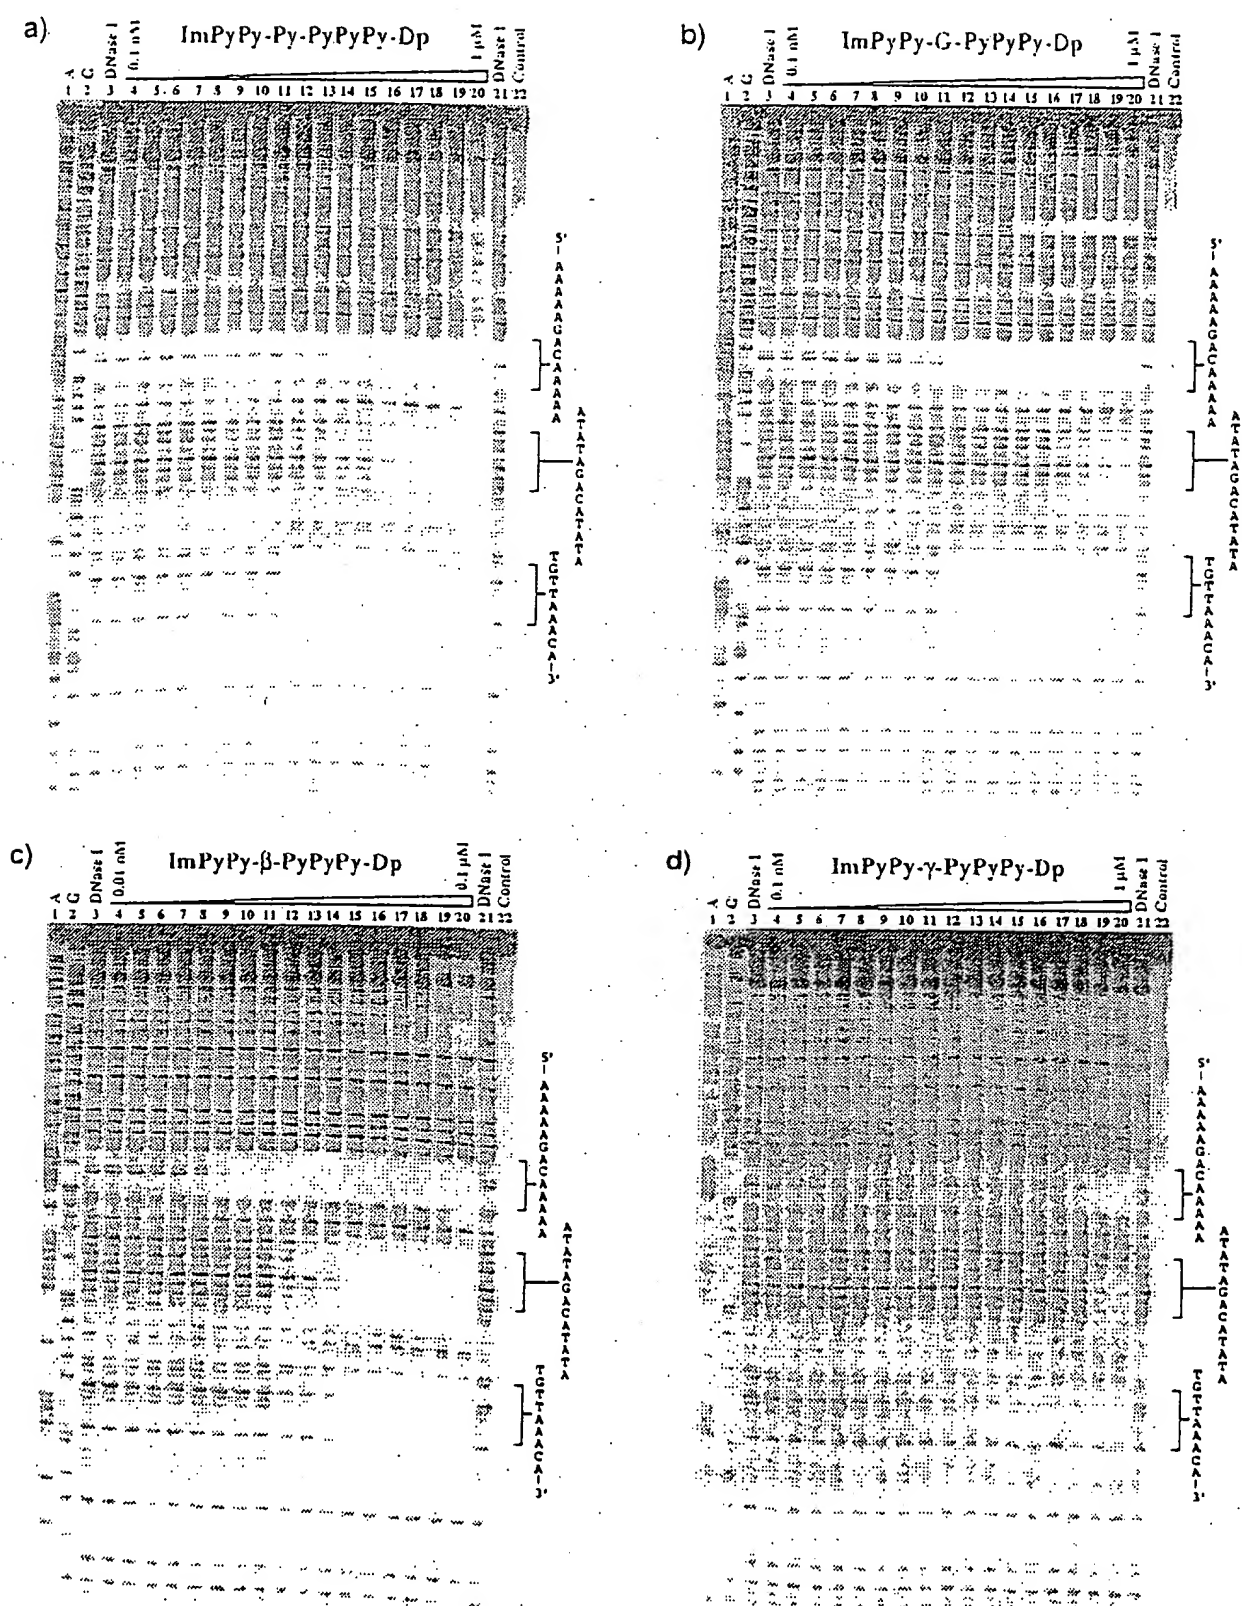 a)
ImPyPy-Py-PyPyPy-Dp
A
G
DNase I
0.1 nM
1 µM
DNase I
Control
1 2 3 4 5 6 7 8 9 10 11 12 13 14 15 16 17 18 19 20 21 22
5'
AAAAAGACAAAAA
ATATAGACATATA
TGTTAAACA
3'
b)
ImPyPy-G-PyPyPy-Dp
A
G
DNase I
0.1 nM
1 µM
DNase I
Control
1 2 3 4 5 6 7 8 9 10 11 12 13 14 15 16 17 18 19 20 21 22
5'
AAAAAGACAAAAA
ATATAGACATATA
TGTTAAACA
3'
c)
ImPyPy-β-PyPyPy-Dp
A
G
DNase I
0.01 nM
0.1 µM
DNase I
Control
1 2 3 4 5 6 7 8 9 10 11 12 13 14 15 16 17 18 19 20 21 22
5'
AAAAAGACAAAAA
ATATAGACATATA
TGTTAAACA
3'
d)
ImPyPy-γ-PyPyPy-Dp
A
G
DNase I
0.1 nM
1 µM
DNase I
Control
1 2 3 4 5 6 7 8 9 10 11 12 13 14 15 16 17 18 19 20 21 22
5'
AAAAAGACAAAAA
ATATAGACATATA
TGTTAAACA
3'